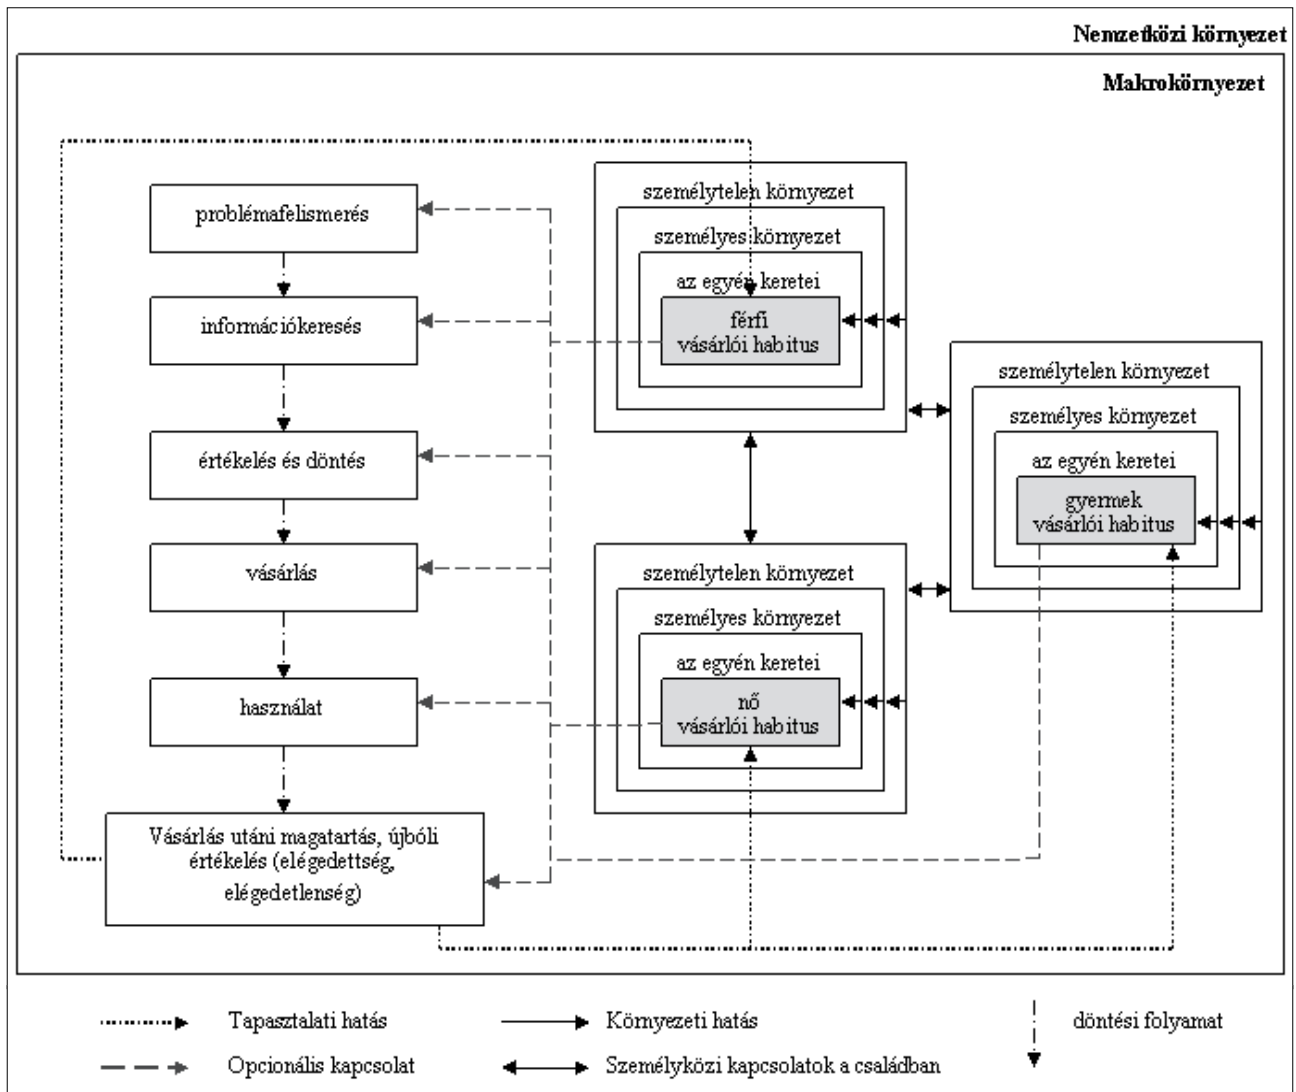 Nemzetközi környezet
Makrokörnyezet
problémafelismerés
információkeresés
értékelés és döntés
vásárlás
használat
Vásárlás utáni magatartás, újbóli
értékelés (elégedettség,
elégedetlenség)
személytelen környezet
személyes környezet
az egyén keretei
férfi
vásárlói habitus
személytelen környezet
személyes környezet
az egyén keretei
gyermek
vásárlói habitus
személytelen környezet
személyes környezet
az egyén keretei
nő
vásárlói habitus
Tapasztalati hatás
Környezeti hatás
döntési folyamat
Opcionális kapcsolat
Személyközi kapcsolatok a családban